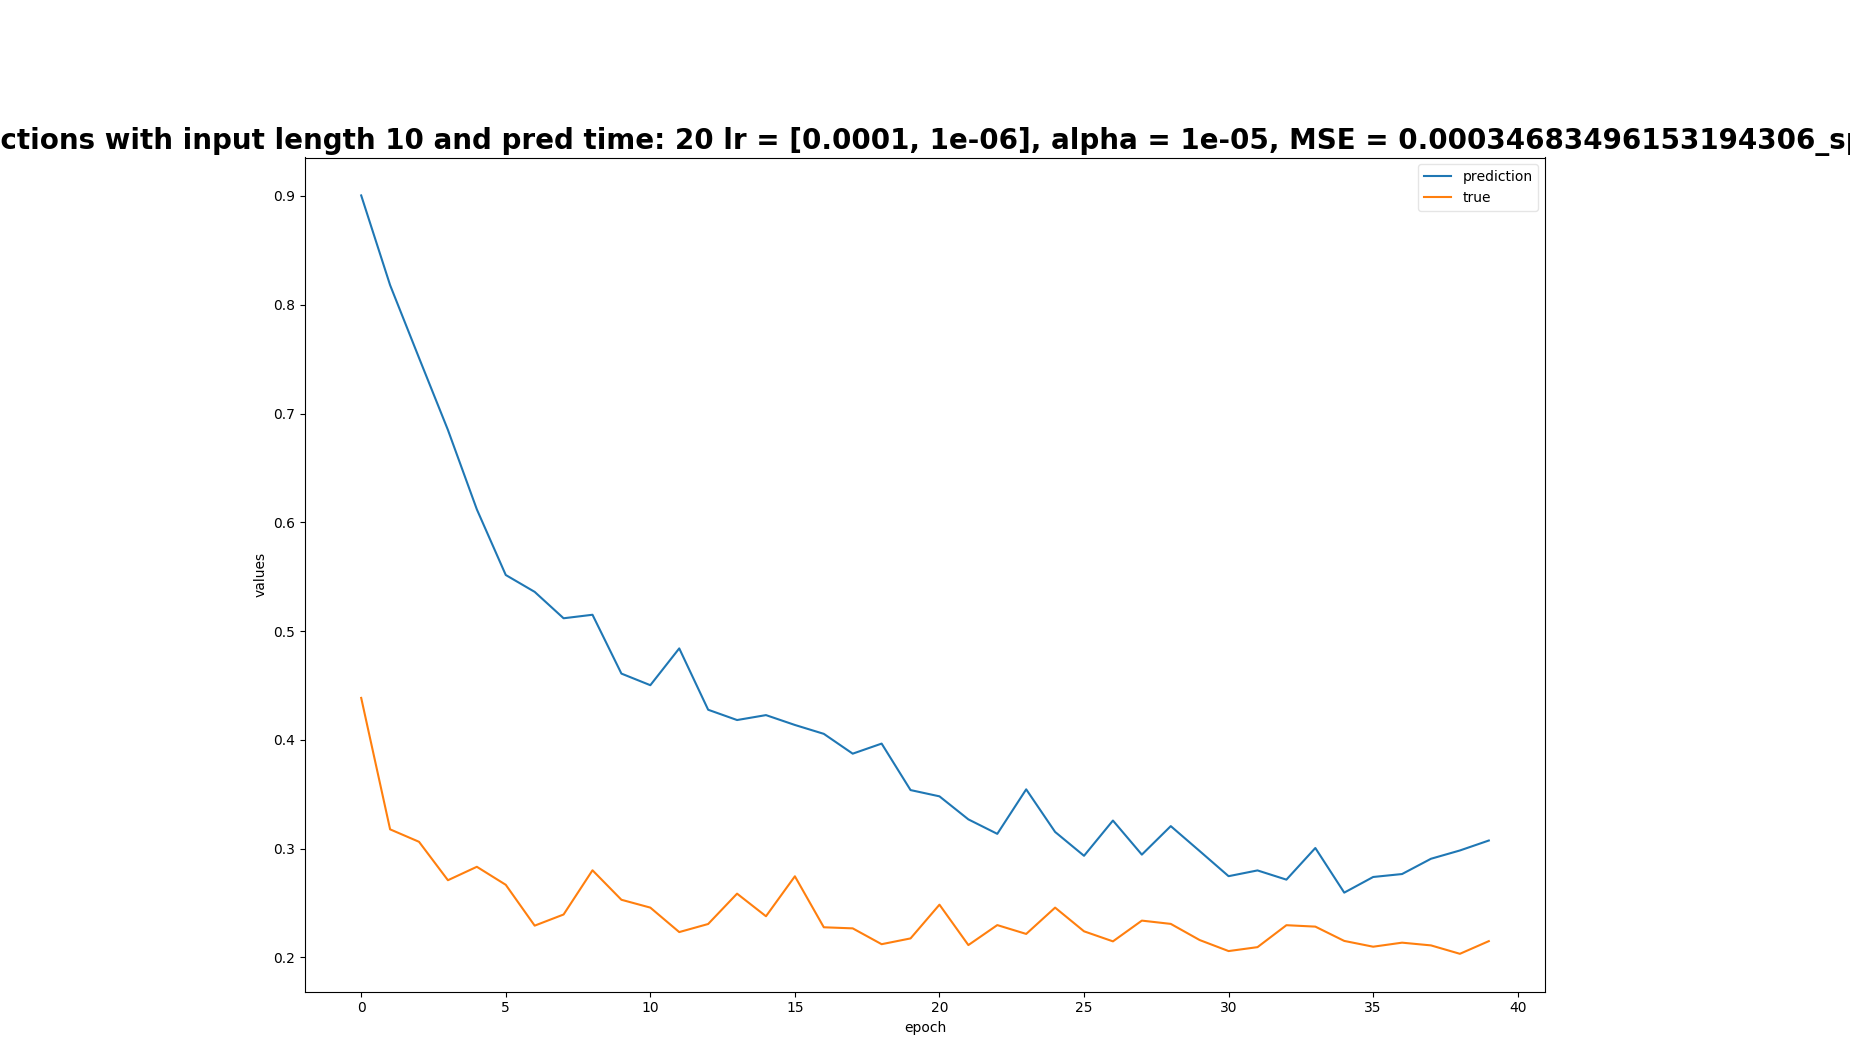 ctions with input length 10 and pred time: 20 lr = [0.0001, 1e-06], alpha = 1e-05, MSE = 0.00034683496153194306_sp
prediction
true
0.9
0.8
0.7
0.6
0.5
0.4
0.3
0.2
values
0 5 10 15 20 25 30 35 40
epoch